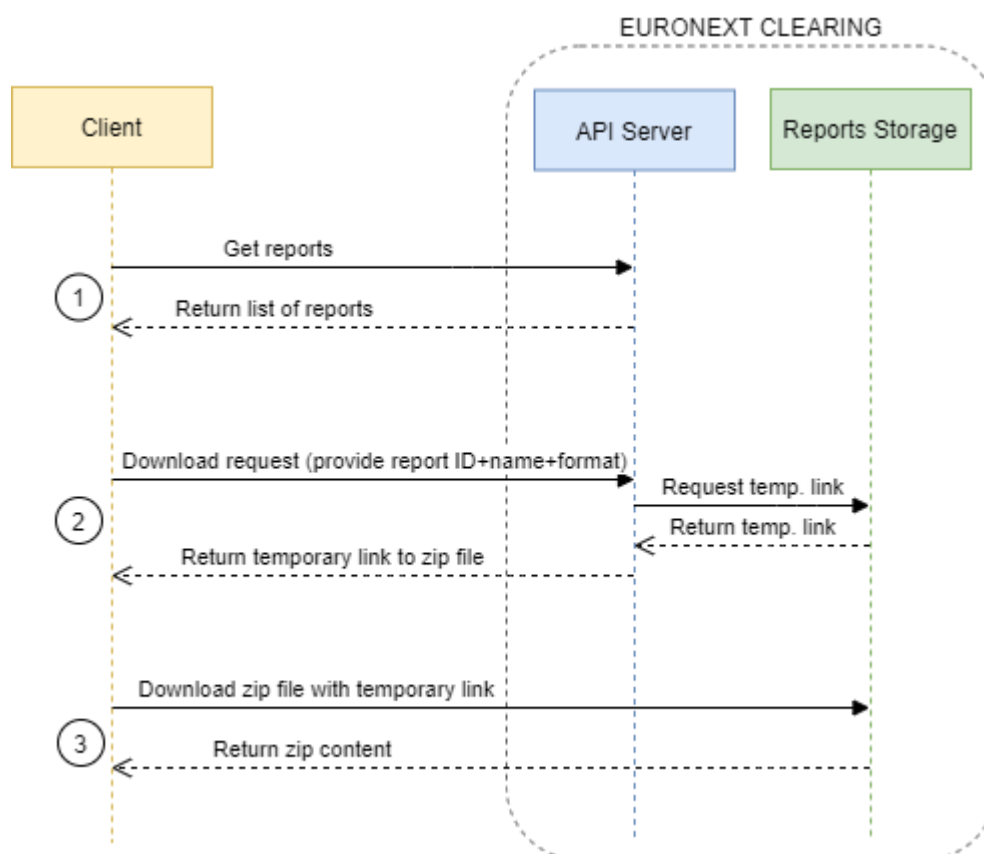 EURONEXT CLEARING
Client
API Server
Reports Storage
Get reports
1
Return list of reports
Download request (provide report ID+name+format)
Request temp. link
2
Return temp. link
Return temporary link to zip file
Download zip file with temporary link
3
Return zip content